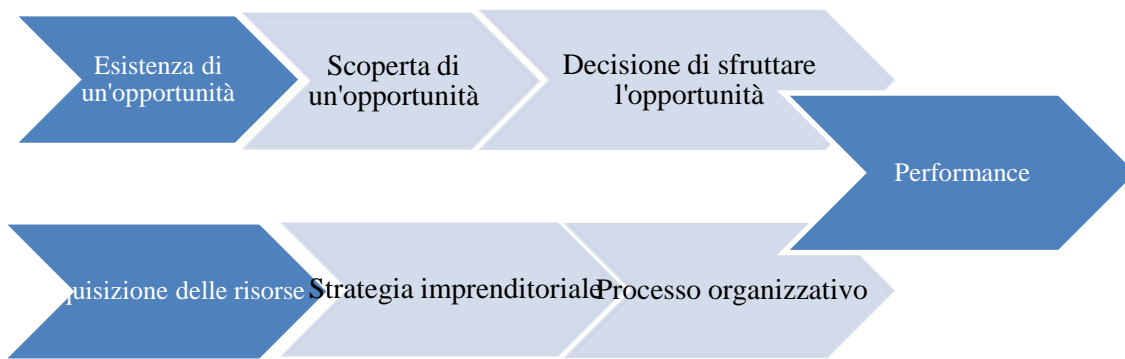 Esistenza di
un'opportunità
Scoperta di
un'opportunità
Decisione di sfruttare
l'opportunità
Performance
quisizione delle risorse
Strategia imprenditoriale
Processo organizzativo